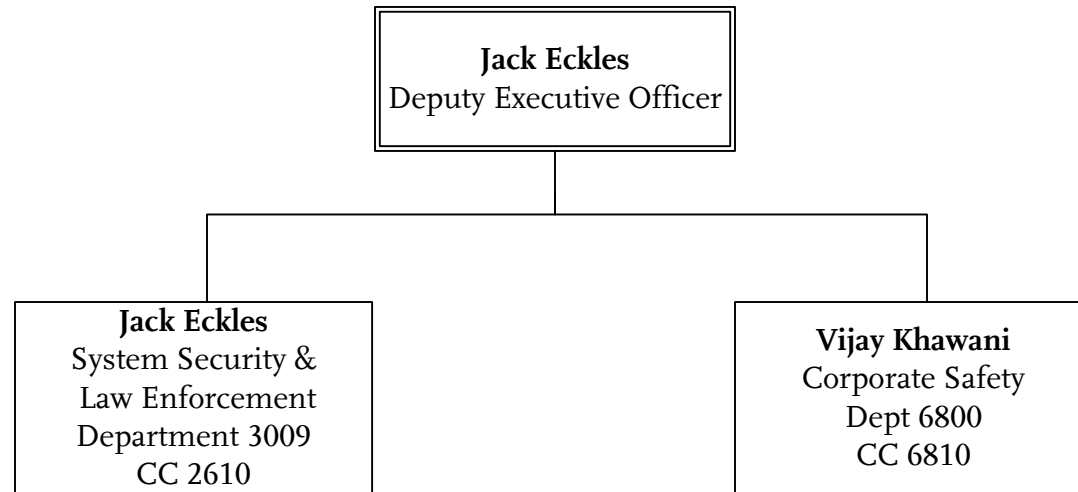 Jack Eckles
Deputy Executive Officer
Jack Eckles
System Security &
Law Enforcement
Department 3009
CC 2610
Vijay Khawani
Corporate Safety
Dept 6800
CC 6810